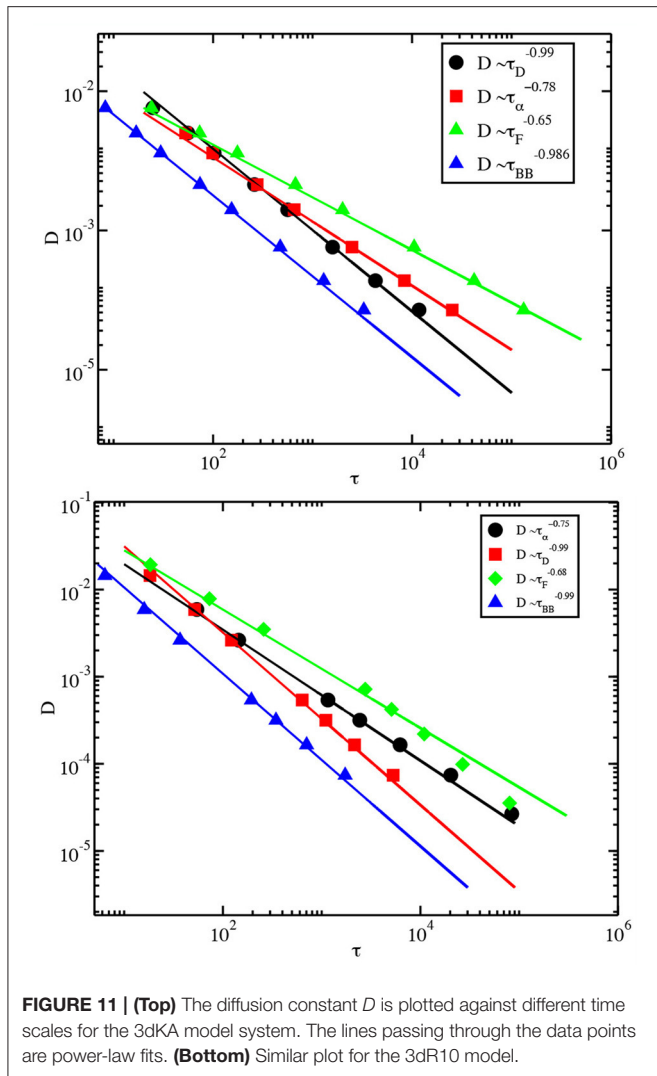 D ~τ_D^-0.99
D ~τ_α^-0.78
D ~τ_F^-0.65
D ~τ_BB^-0.986
10^-2
10^-3
10^-5
D
10^2
10^4
10^6
τ
D ~τ_α^-0.75
D ~τ_D^-0.99
D ~τ_F^-0.68
D ~τ_BB^-0.99
10^-1
10^-2
10^-3
10^-4
10^-5
D
10^2
10^4
10^6
τ
FIGURE 11 | (Top) The diffusion constant D is plotted against different time
scales for the 3dKA model system. The lines passing through the data points
are power-law fits. (Bottom) Similar plot for the 3dR10 model.